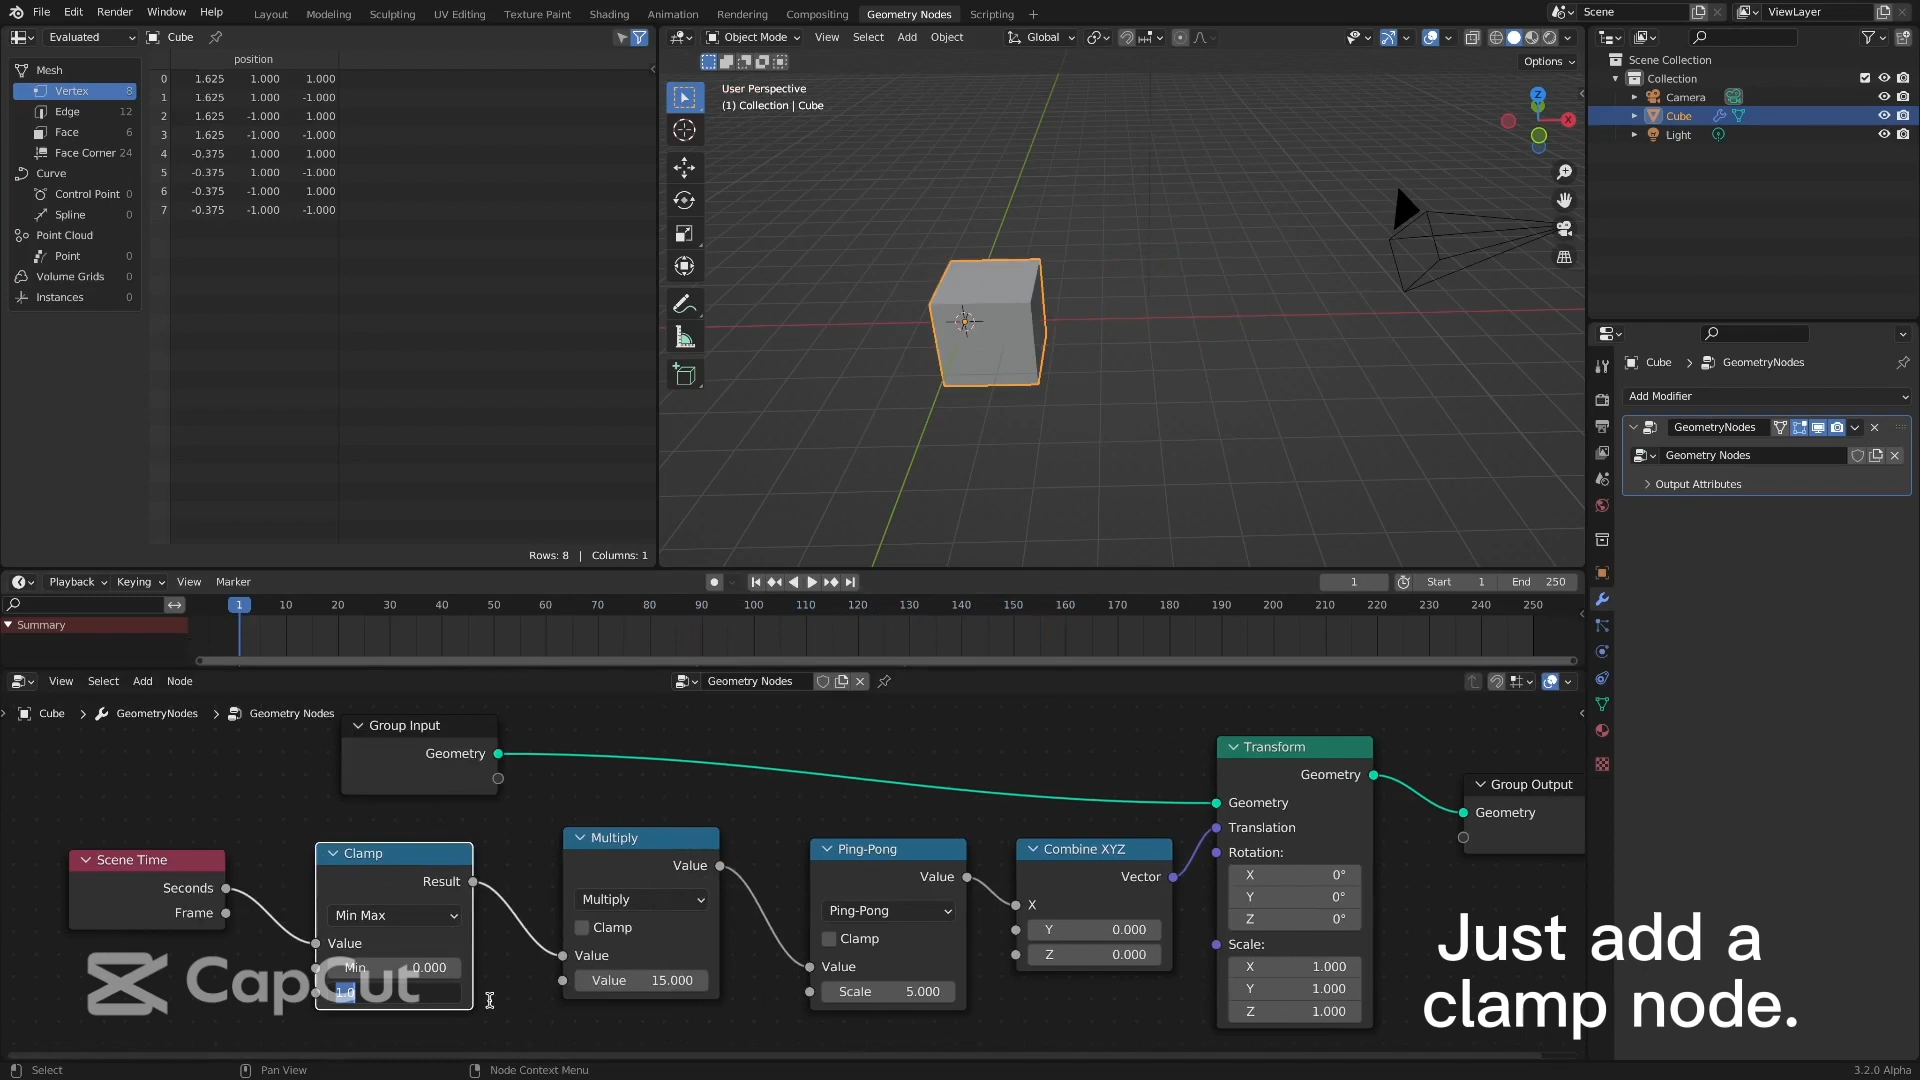 File Edit Render Window Help Layout Modeling Sculpting UV Editing Texture Paint Shading Animation Rendering Compositing Geometry Nodes Scripting + Scene ViewLayer
Evaluated Cube
Object Mode View Select Add Object Global
Options
position
Mesh
Vertex 8
Edge 12
Face 6
Face Corner 24
Curve
Control Point 0
Spline 0
Point Cloud
Point 0
Volume Grids
Instances 0
0 1.625 1.000 1.000
1 1.625 1.000 -1.000
2 1.625 -1.000 1.000
3 1.625 -1.000 -1.000
4 -0.375 1.000 1.000
5 -0.375 1.000 -1.000
6 -0.375 -1.000 1.000
7 -0.375 -1.000 -1.000
Rows: 8 | Columns: 1
User Perspective
(1) Collection | Cube
Z
X
Scene Collection
Collection
Camera
Cube
Light
Cube > GeometryNodes
Add Modifier
GeometryNodes
Geometry Nodes
Output Attributes
Playback Keying View Marker
1 Start 1 End 250
1 10 20 30 40 50 60 70 80 90 100 110 120 130 140 150 160 170 180 190 200 210 220 230 240 250
Summary
View Select Add Node Geometry Nodes
Cube > GeometryNodes > Geometry Nodes
Group Input
Geometry
Scene Time
Seconds
Frame
Clamp
Result
Min Max
Value
Min 0.000
1.0
Multiply
Value
Multiply
Clamp
Value
Value 15.000
Ping-Pong
Value
Ping-Pong
Clamp
Value
Scale 5.000
Combine XYZ
Vector
X
Y 0.000
Z 0.000
Transform
Geometry
Geometry
Translation
Rotation:
X 0°
Y 0°
Z 0°
Scale:
X 1.000
Y 1.000
Z 1.000
Group Output
Geometry
CapCut
Just add a
clamp node.
Select Pan View Node Context Menu 3.2.0 Alpha